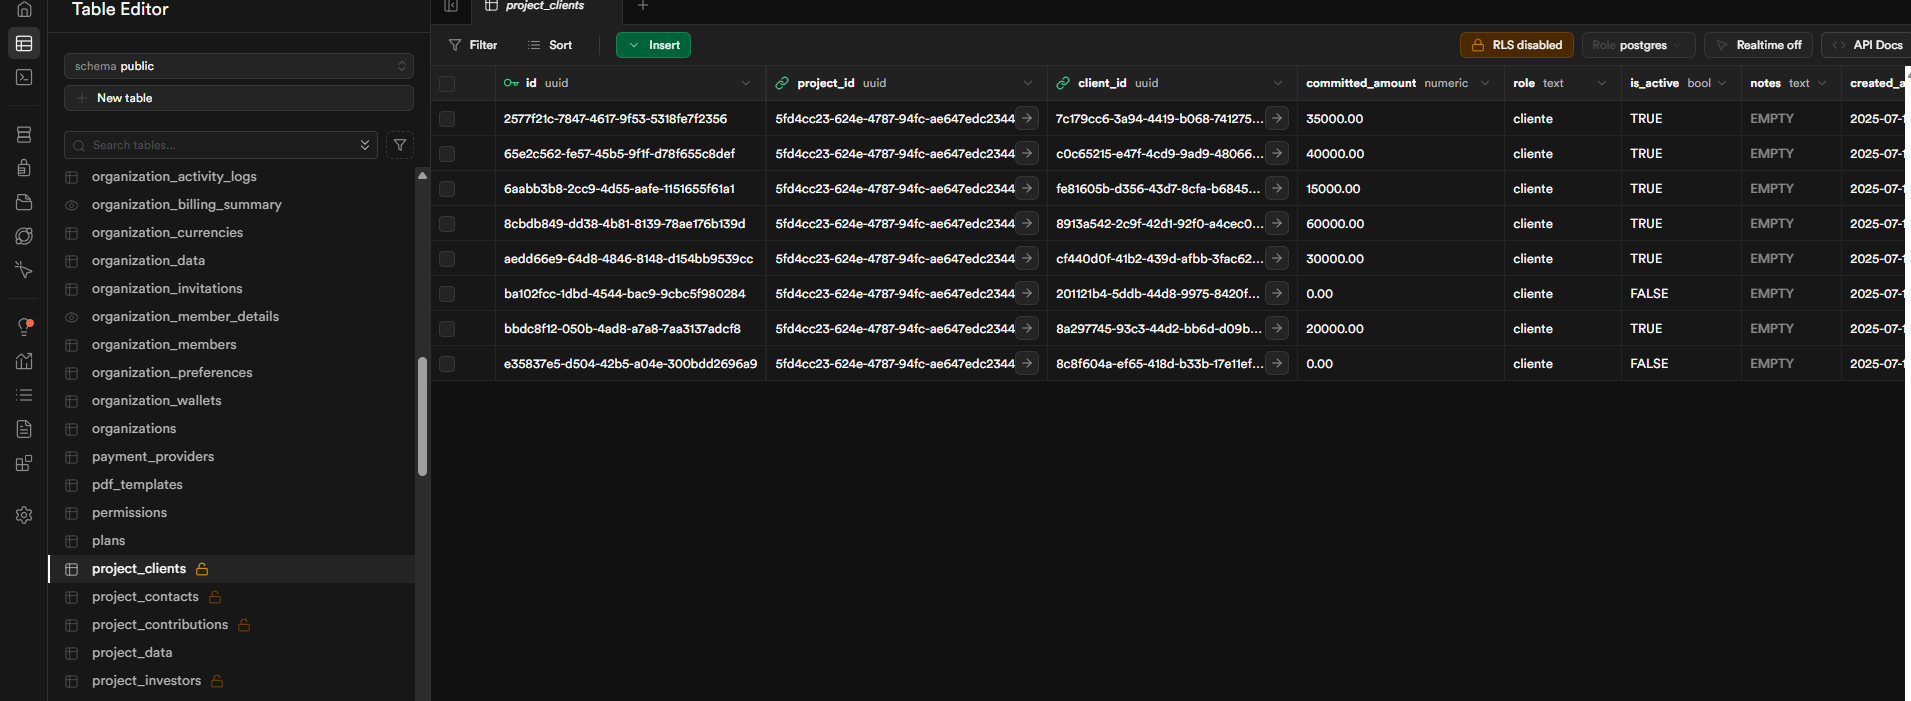 Table Editor
schema public
New table
Search tables...
organization_activity_logs
organization_billing_summary
organization_currencies
organization_data
organization_invitations
organization_member_details
organization_members
organization_preferences
organization_wallets
organizations
payment_providers
pdf_templates
permissions
plans
project_clients
project_contacts
project_contributions
project_data
project_investors
project_clients
Filter Sort Insert RLS disabled Role postgres Realtime off API Docs
id uuid project_id uuid client_id uuid committed_amount numeric role text is_active bool notes text created_a
2577f21c-7847-4617-9f53-5318fe7f2356 5fd4cc23-624e-4787-94fc-ae647edc2344 7c179cc6-3a94-4419-b068-741275... 35000.00 cliente TRUE EMPTY 2025-07-1
65e2c562-fe57-45b5-9f1f-d78f655c8def 5fd4cc23-624e-4787-94fc-ae647edc2344 c0c65215-e47f-4cd9-9ad9-48066... 40000.00 cliente TRUE EMPTY 2025-07-1
6aabb3b8-2cc9-4d55-aafe-1151655f61a1 5fd4cc23-624e-4787-94fc-ae647edc2344 fe81605b-d356-43d7-8cfa-b6845... 15000.00 cliente TRUE EMPTY 2025-07-1
8cbdb849-dd38-4b81-8139-78ae176b139d 5fd4cc23-624e-4787-94fc-ae647edc2344 8913a542-2c9f-42d1-92f0-a4cec0... 60000.00 cliente TRUE EMPTY 2025-07-1
aedd66e9-64d8-4846-8148-d154bb9539cc 5fd4cc23-624e-4787-94fc-ae647edc2344 cf440d0f-41b2-439d-afbb-3fac62... 30000.00 cliente TRUE EMPTY 2025-07-1
ba102fcc-1dbd-4544-bac9-9cbc5f980284 5fd4cc23-624e-4787-94fc-ae647edc2344 201121b4-5ddb-44d8-9975-8420f... 0.00 cliente FALSE EMPTY 2025-07-1
bbdc8f12-050b-4ad8-a7a8-7aa3137adcf8 5fd4cc23-624e-4787-94fc-ae647edc2344 8a297745-93c3-44d2-bb6d-d09b... 20000.00 cliente TRUE EMPTY 2025-07-1
e35837e5-d504-42b5-a04e-300bdd2696a9 5fd4cc23-624e-4787-94fc-ae647edc2344 8c8f604a-ef65-418d-b33b-17e11ef... 0.00 cliente FALSE EMPTY 2025-07-1